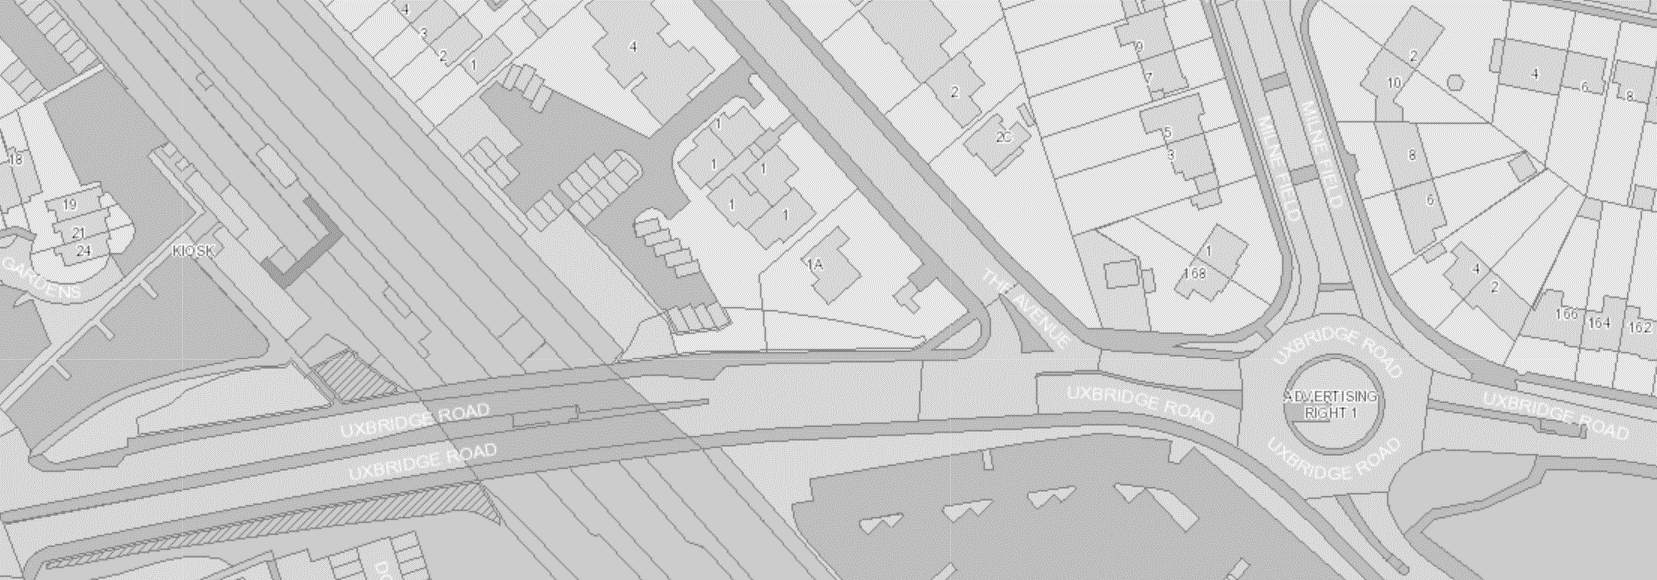 4
3
2
1
4
2
9
7
2C
5
3
1
168
2
10
4
6
8
8
6
4
2
166
164
162
18
19
21
24
KIOSK
GARDENS
1
1
1
1
1
1A
THE AVENUE
MILNE FIELD
MILNE FIELD
UXBRIDGE ROAD
UXBRIDGE ROAD
UXBRIDGE ROAD
UXBRIDGE ROAD
ADVERTISING
RIGHT 1
UXBRIDGE ROAD
UXBRIDGE ROAD